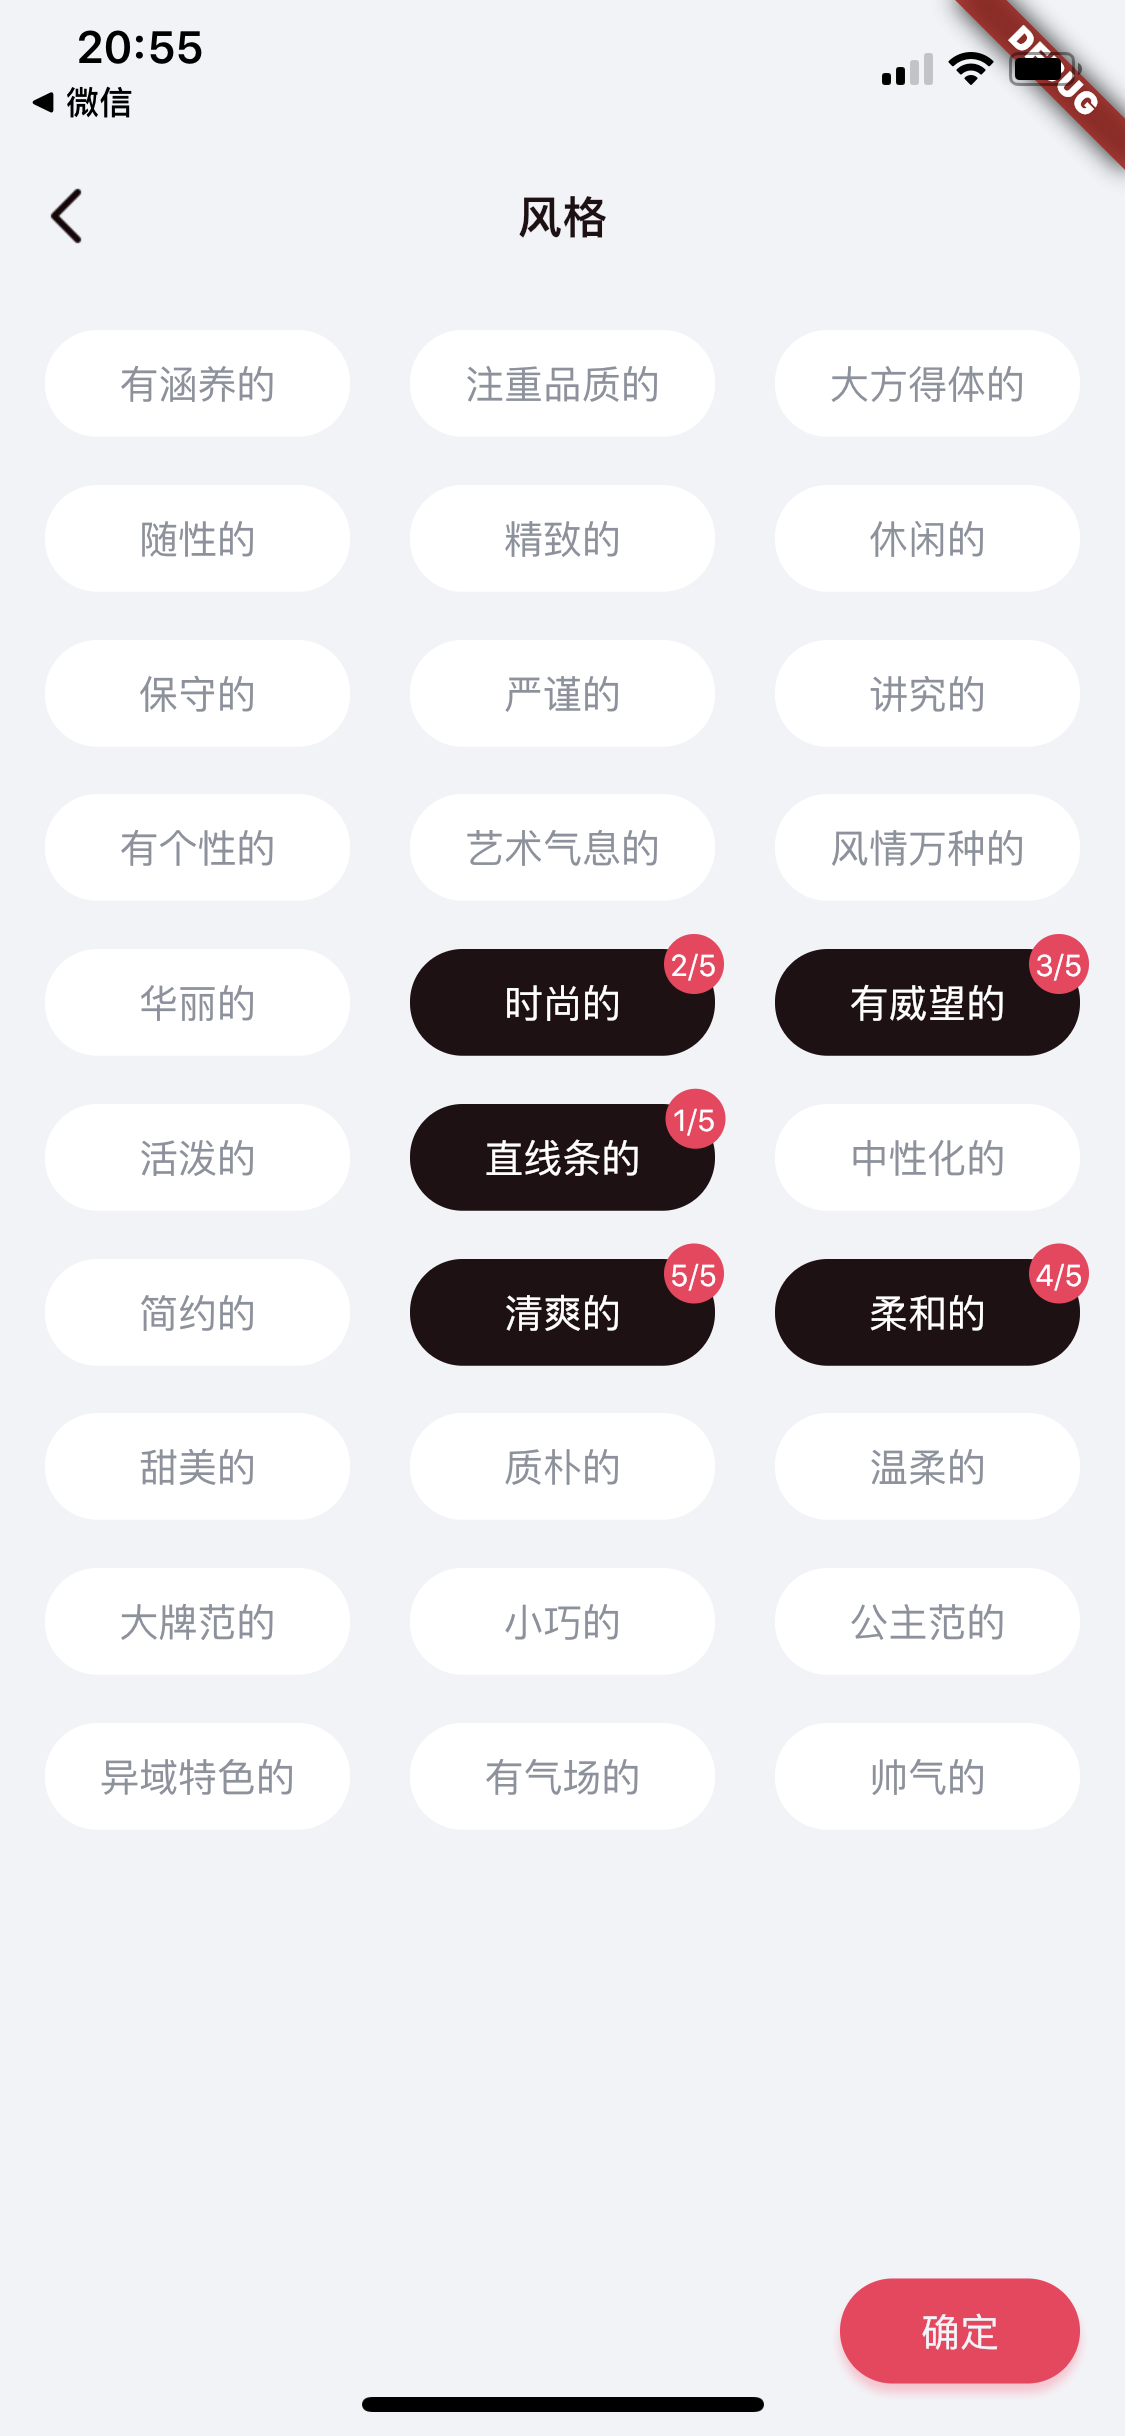 20:55
微信
DEBUG
风格
有涵养的
注重品质的
大方得体的
随性的
精致的
休闲的
保守的
严谨的
讲究的
有个性的
艺术气息的
风情万种的
华丽的
时尚的
2/5
有威望的
3/5
活泼的
直线条的
1/5
中性化的
简约的
清爽的
5/5
柔和的
4/5
甜美的
质朴的
温柔的
大牌范的
小巧的
公主范的
异域特色的
有气场的
帅气的
确定